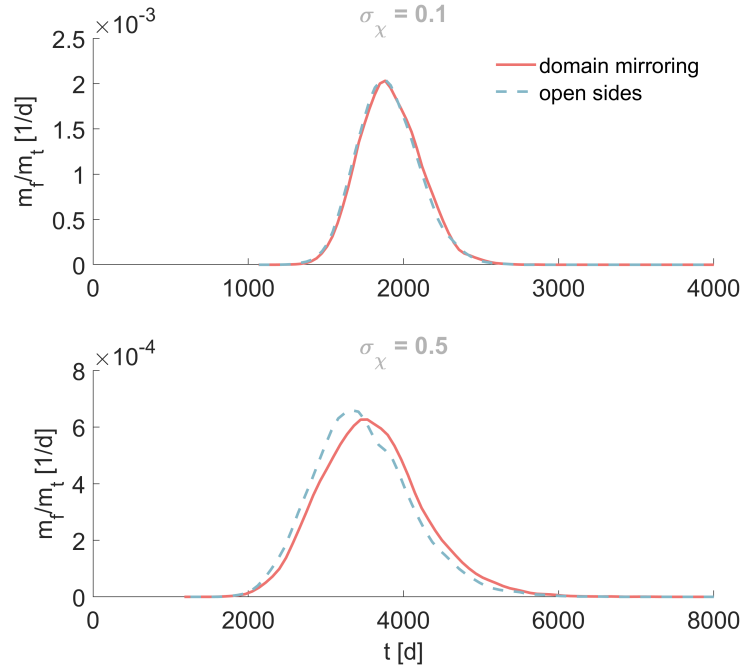 σχ = 0.1
×10-3
2.5
2
1.5
1
0.5
0
mf/mt [1/d]
domain mirroring
open sides
0 1000 2000 3000 4000
σχ = 0.5
×10-4
8
6
4
2
0
mf/mt [1/d]
0 2000 4000 6000 8000
t [d]